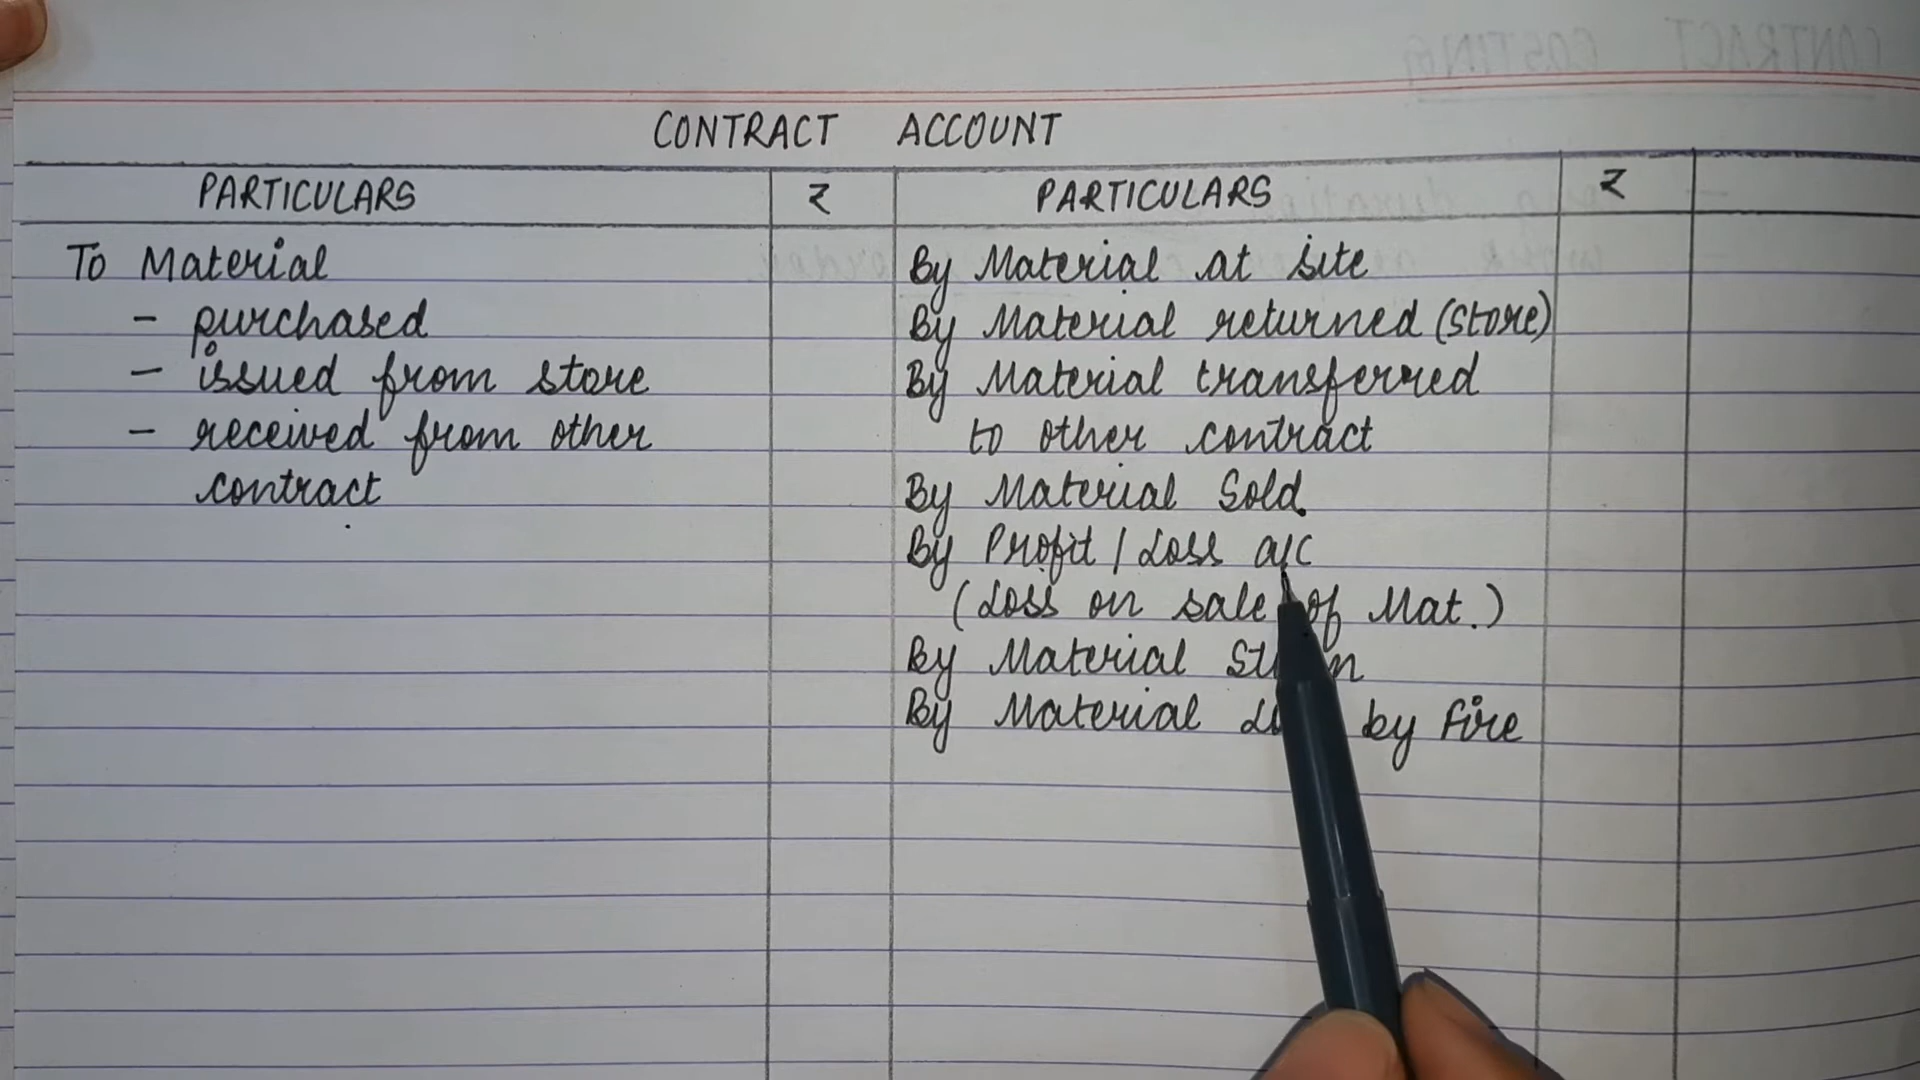 CONTRACT COSTING
CONTRACT ACCOUNT
PARTICULARS ₹ PARTICULARS ₹
To Material
- purchased
- issued from store
- received from other
contract
By Material at site
By Material returned (Store)
By Material transferred
to other contract
By Material Sold.
By Profit / Loss a/c
(Loss on sale of Mat.)
By Material
By Material by fire